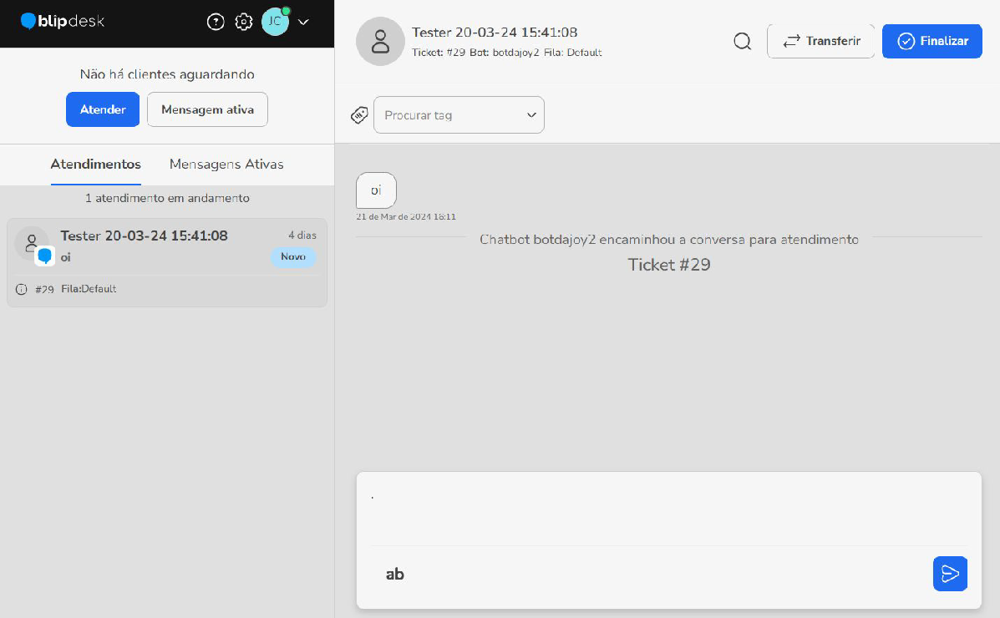 blipdesk
JC
Não há clientes aguardando
Atender
Mensagem ativa
Atendimentos
Mensagens Ativas
1 atendimento em andamento
Tester 20-03-24 15:41:08
4 dias
oi
Novo
#29 Fila:Default
Tester 20-03-24 15:41:08
Ticket: #29 Bot: botdajoy2 Fila: Default
Transferir
Finalizar
Procurar tag
oi
21 de Mar de 2024 16:11
Chatbot botdajoy2 encaminhou a conversa para atendimento
Ticket #29
.
ab